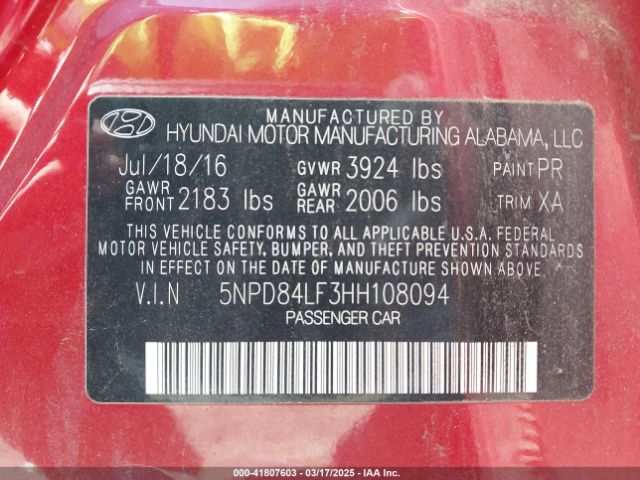 MANUFACTURED BY
HYUNDAI MOTOR MANUFACTURING ALABAMA, LLC
Jul/18/16 GVWR 3924 lbs PAINT PR
GAWR FRONT 2183 lbs GAWR REAR 2006 lbs TRIM XA
THIS VEHICLE CONFORMS TO ALL APPLICABLE U.S.A. FEDERAL
MOTOR VEHICLE SAFETY, BUMPER, AND THEFT PREVENTION STANDARDS
IN EFFECT ON THE DATE OF MANUFACTURE SHOWN ABOVE.
V.I.N 5NPD84LF3HH108094
PASSENGER CAR
000-41807603 — 03/17/2025 — IAA Inc.